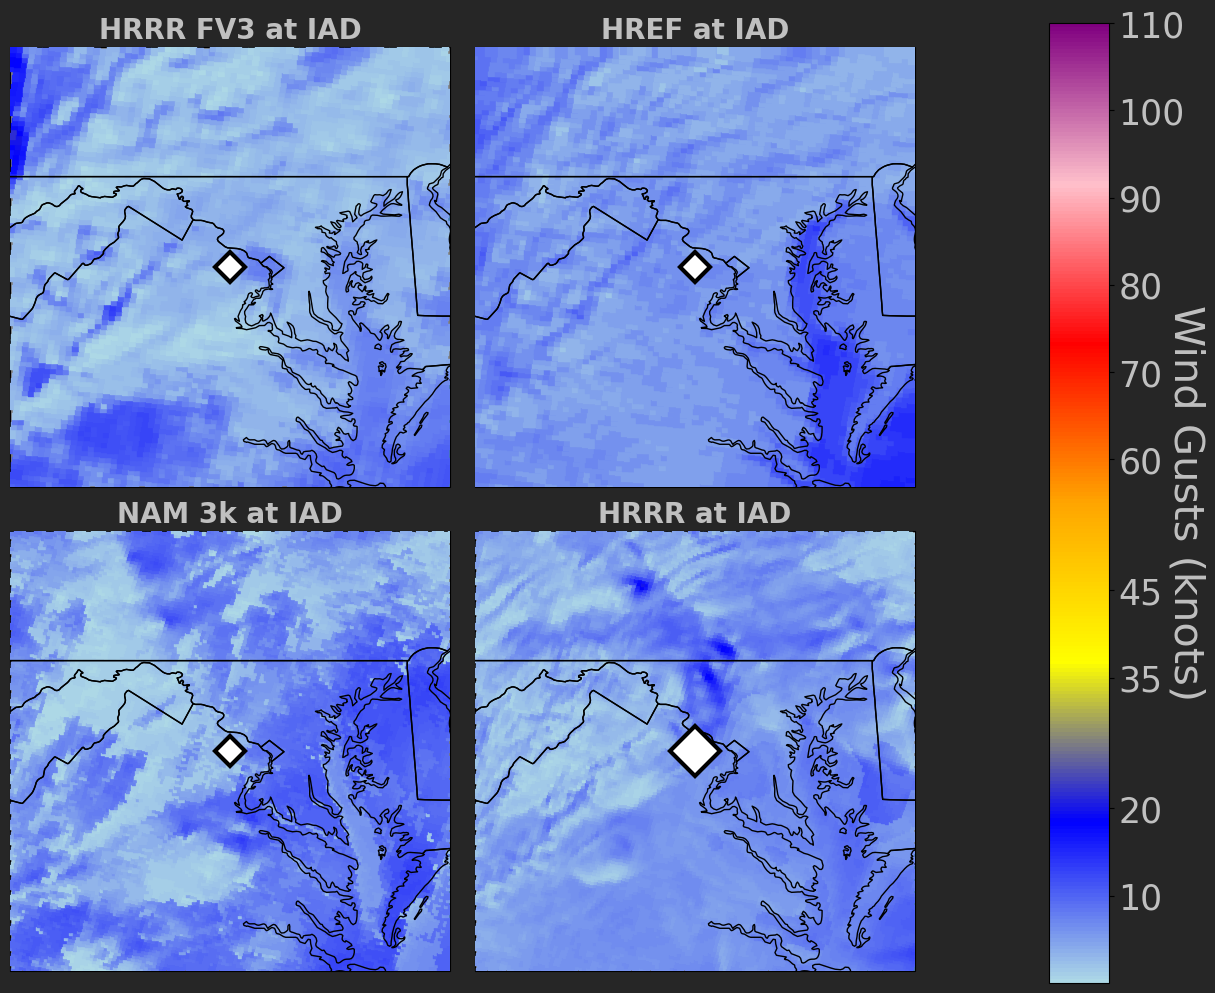 HRRR FV3 at IAD
HREF at IAD
NAM 3k at IAD
HRRR at IAD
110
100
90
80
70
60
45
35
20
10
Wind Gusts (knots)